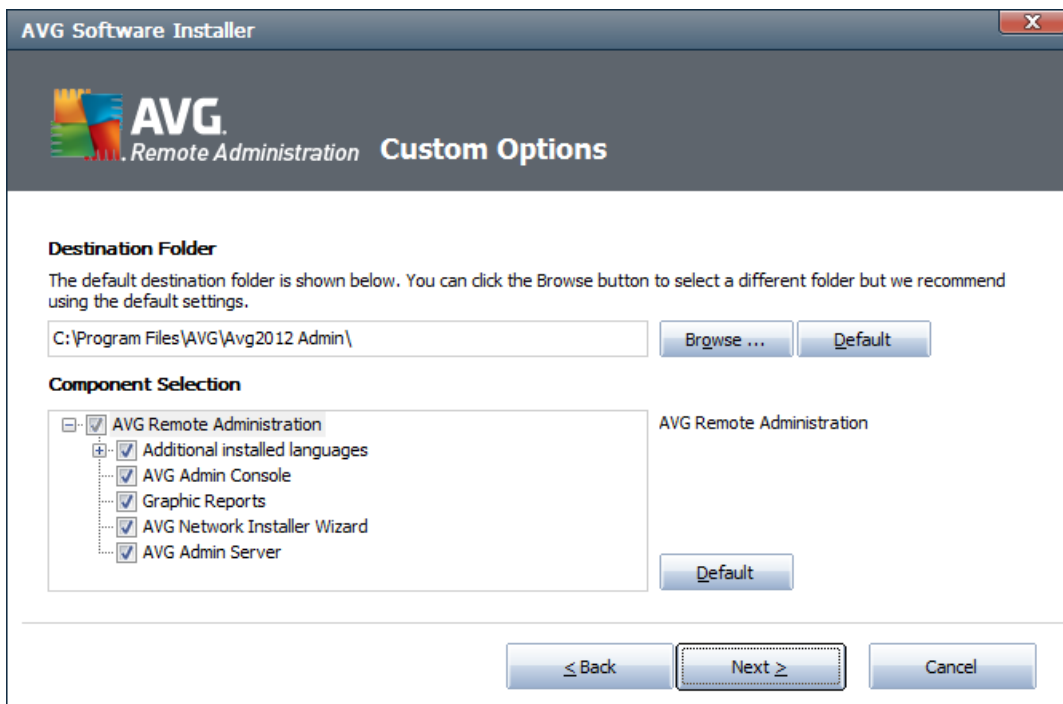 AVG Software Installer
X
AVG.
Remote Administration
Custom Options
Destination Folder
The default destination folder is shown below. You can click the Browse button to select a different folder but we recommend
using the default settings.
C:\Program Files\AVG\Avg2012 Admin\
Browse ...
Default
Component Selection
AVG Remote Administration
AVG Remote Administration
Additional installed languages
AVG Admin Console
Graphic Reports
AVG Network Installer Wizard
AVG Admin Server
Default
< Back
Next >
Cancel